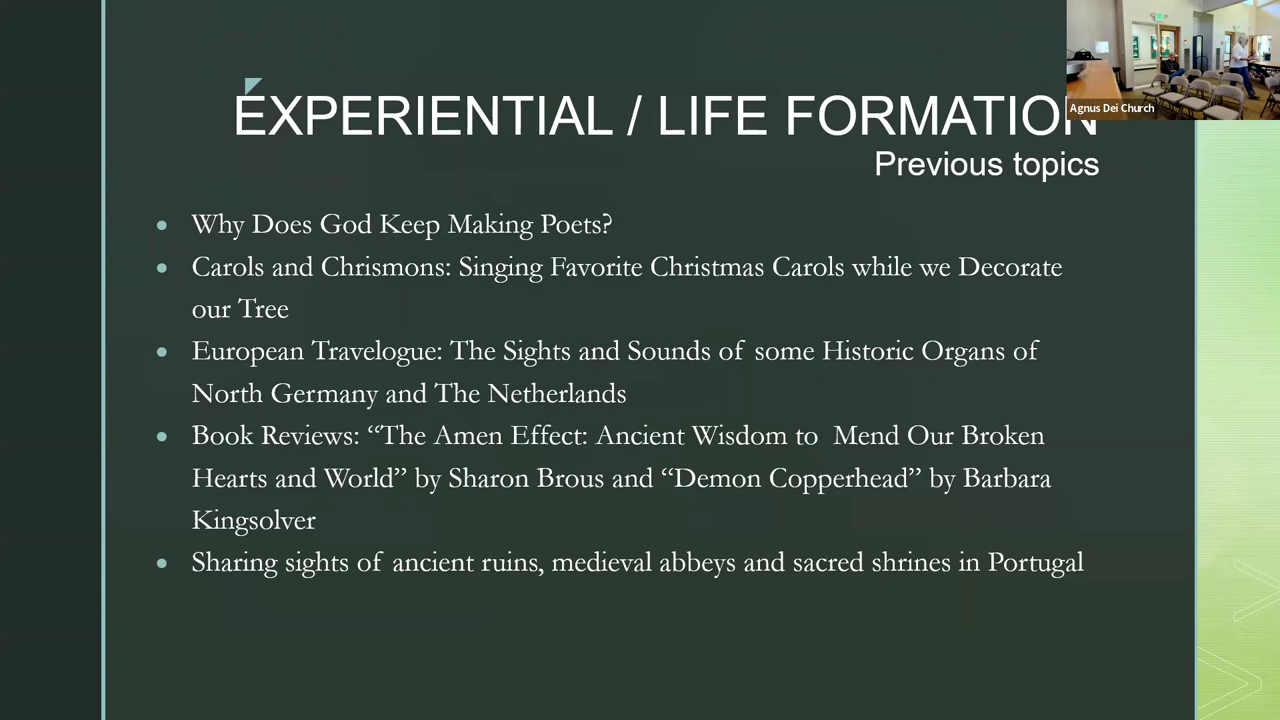 EXPERIENTIAL / LIFE FORMATION
Agnus Dei Church
Previous topics
• Why Does God Keep Making Poets?
• Carols and Chrismons: Singing Favorite Christmas Carols while we Decorate
our Tree
• European Travelogue: The Sights and Sounds of some Historic Organs of
North Germany and The Netherlands
• Book Reviews: “The Amen Effect: Ancient Wisdom to Mend Our Broken
Hearts and World” by Sharon Brous and “Demon Copperhead” by Barbara
Kingsolver
• Sharing sights of ancient ruins, medieval abbeys and sacred shrines in Portugal